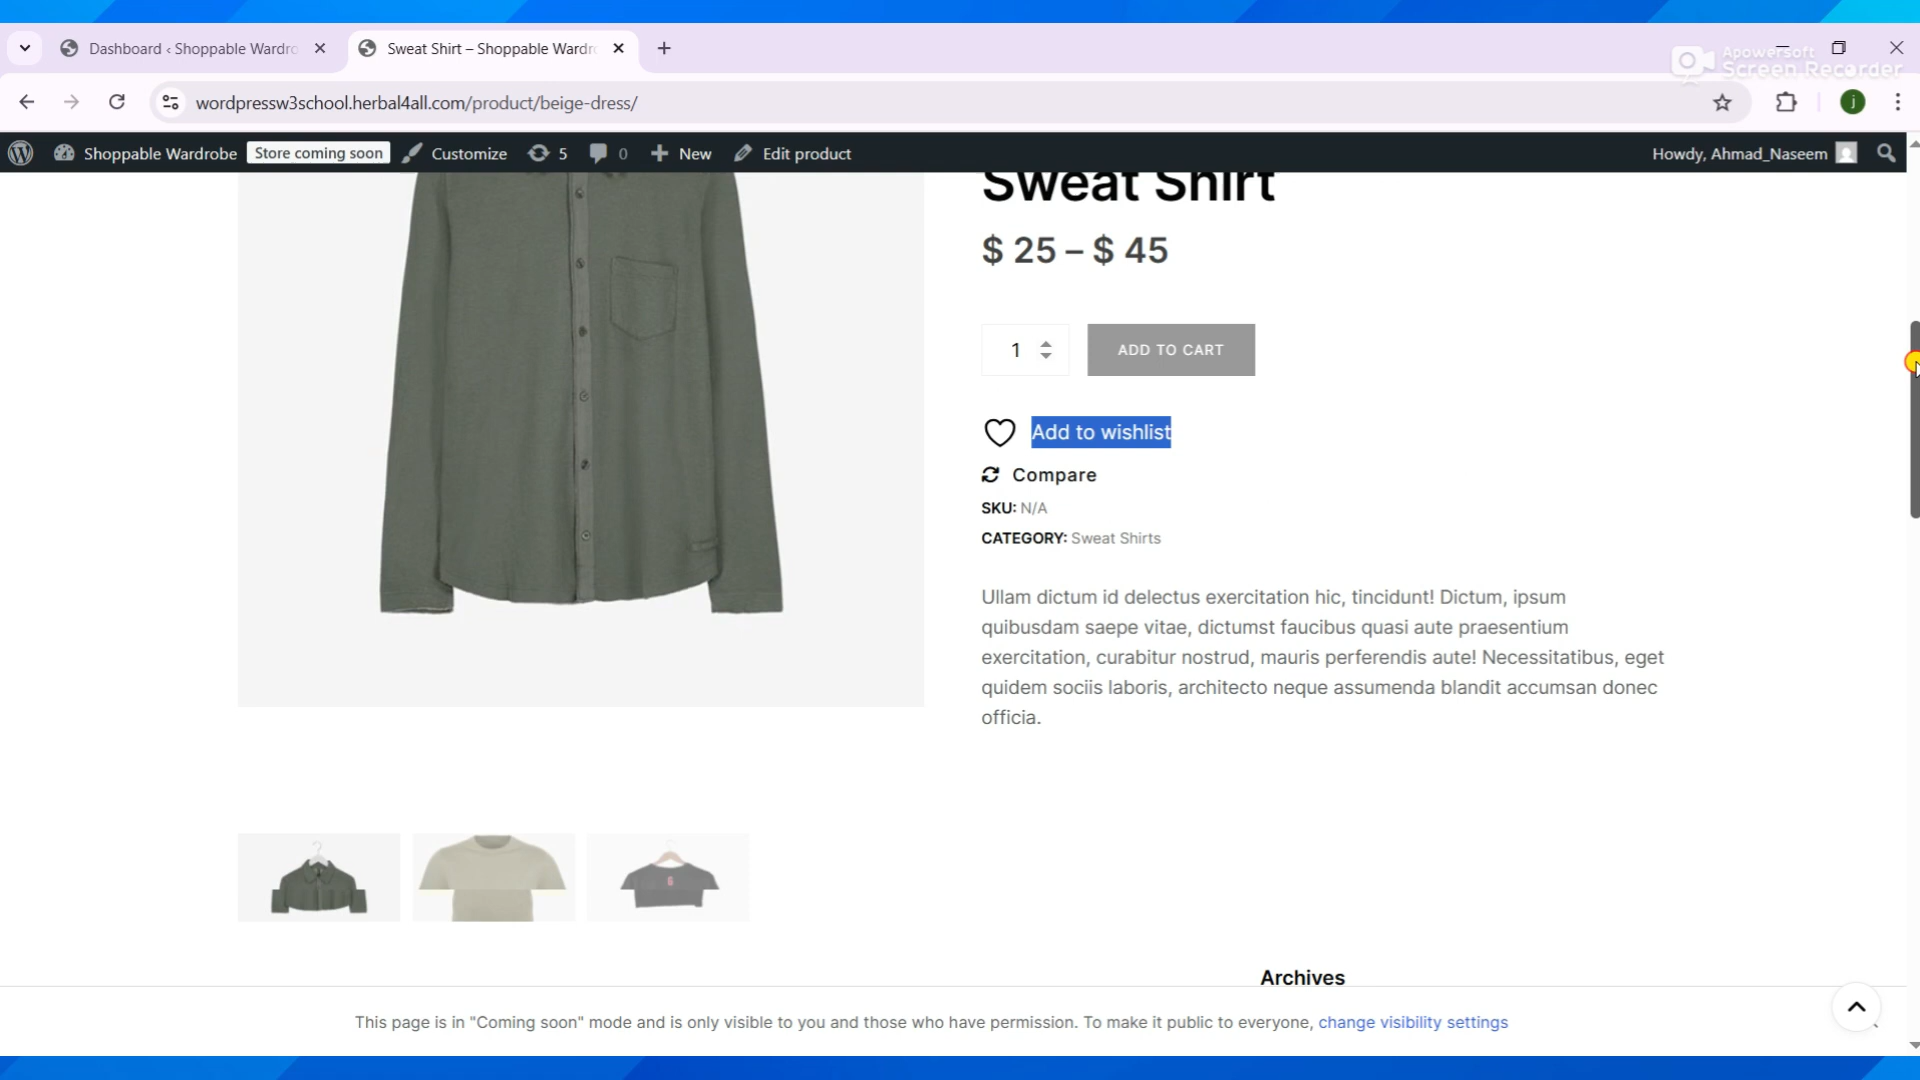 Dashboard ‹ Shoppable Wardro
Sweat Shirt – Shoppable Wardr
Apowersoft
Screen Recorder
wordpressw3school.herbal4all.com/product/beige-dress/
j
Shoppable Wardrobe
Store coming soon
Customize
5
0
New
Edit product
Howdy, Ahmad_Naseem
Sweat Shirt
$ 25 – $ 45
1
ADD TO CART
Add to wishlist
Compare
SKU: N/A
CATEGORY: Sweat Shirts
Ullam dictum id delectus exercitation hic, tincidunt! Dictum, ipsum
quibusdam saepe vitae, dictumst faucibus quasi aute praesentium
exercitation, curabitur nostrud, mauris perferendis aute! Necessitatibus, eget
quidem sociis laboris, architecto neque assumenda blandit accumsan donec
officia.
Archives
This page is in "Coming soon" mode and is only visible to you and those who have permission. To make it public to everyone, change visibility settings